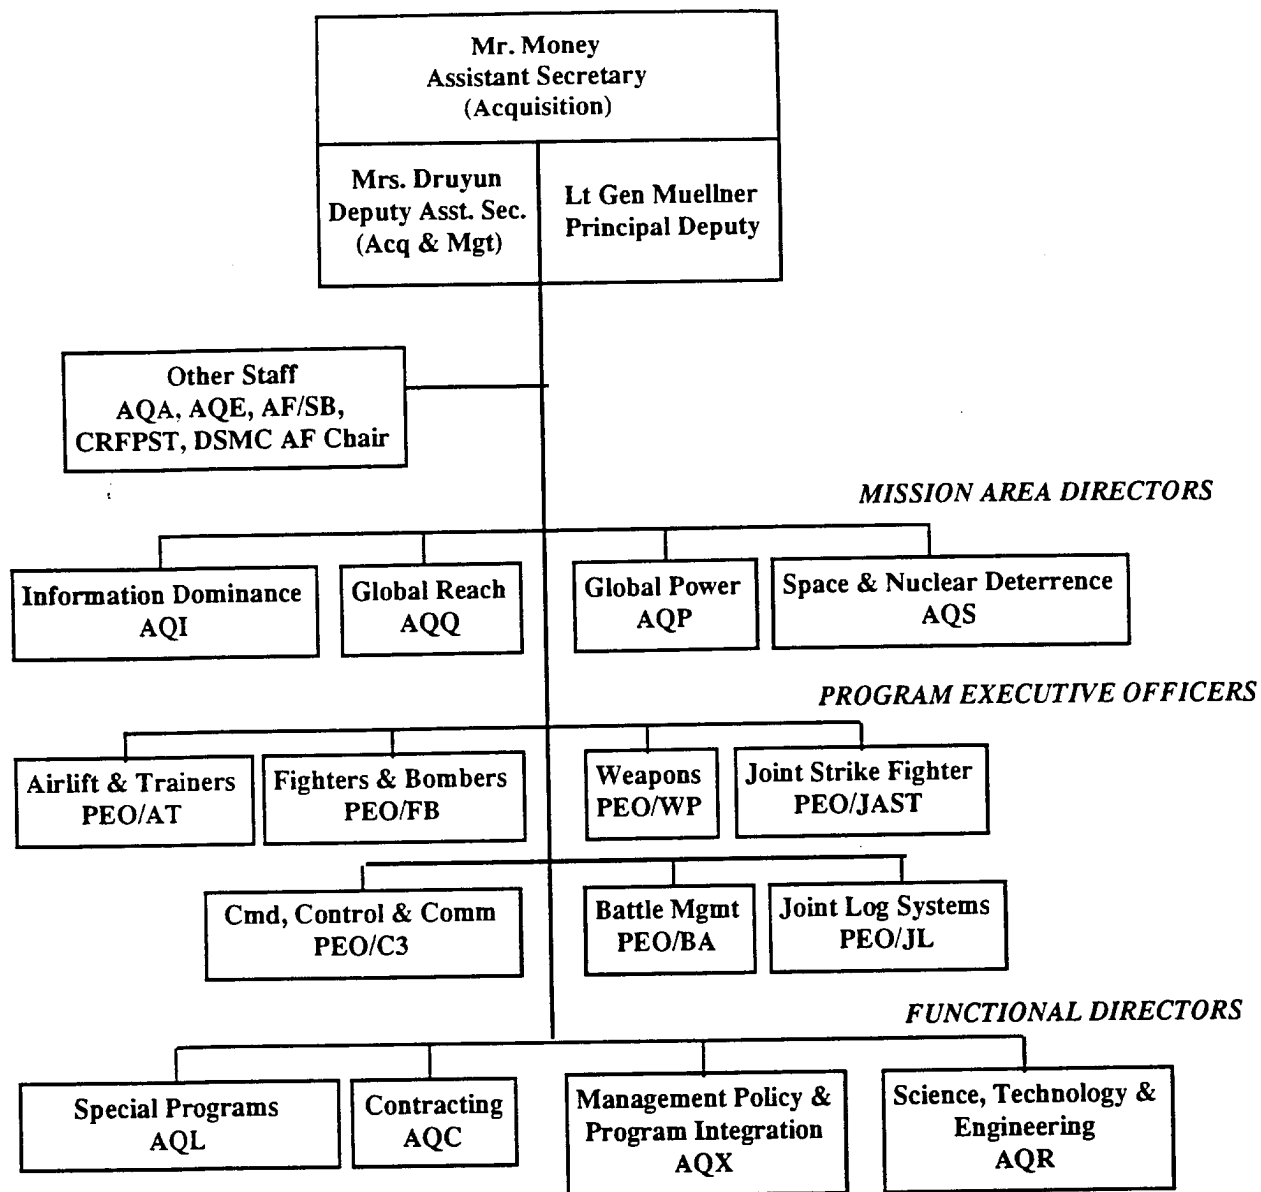 Mr. Money
Assistant Secretary
(Acquisition)
Mrs. Druyun
Deputy Asst. Sec.
(Acq & Mgt)
Lt Gen Muellner
Principal Deputy
Other Staff
AQA, AQE, AF/SB,
CRFPST, DSMC AF Chair
MISSION AREA DIRECTORS
Information Dominance
AQI
Global Reach
AQQ
Global Power
AQP
Space & Nuclear Deterrence
AQS
PROGRAM EXECUTIVE OFFICERS
Airlift & Trainers
PEO/AT
Fighters & Bombers
PEO/FB
Weapons
PEO/WP
Joint Strike Fighter
PEO/JAST
Cmd, Control & Comm
PEO/C3
Battle Mgmt
PEO/BA
Joint Log Systems
PEO/JL
FUNCTIONAL DIRECTORS
Special Programs
AQL
Contracting
AQC
Management Policy &
Program Integration
AQX
Science, Technology &
Engineering
AQR